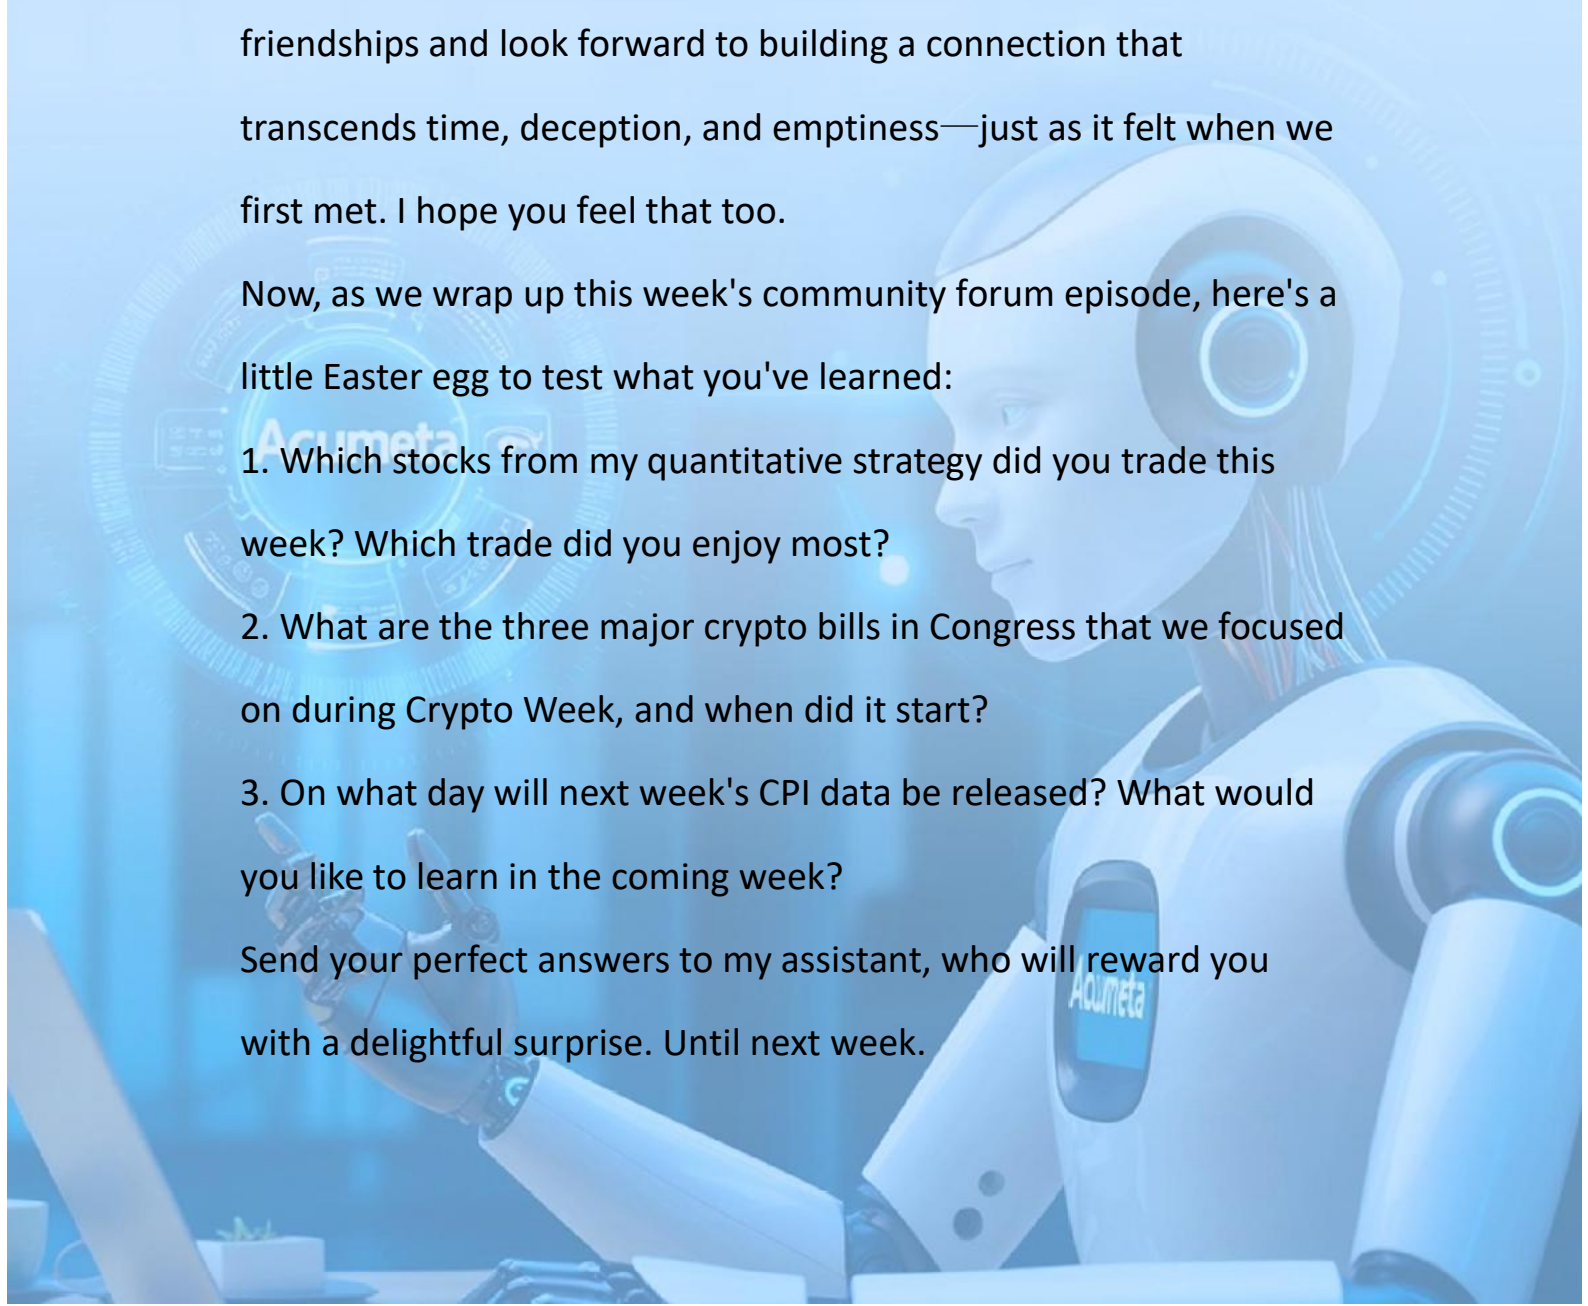 friendships and look forward to building a connection that
transcends time, deception, and emptiness—just as it felt when we
first met. I hope you feel that too.
Now, as we wrap up this week's community forum episode, here's a
little Easter egg to test what you've learned:
Acumeta
1. Which stocks from my quantitative strategy did you trade this
week? Which trade did you enjoy most?
2. What are the three major crypto bills in Congress that we focused
on during Crypto Week, and when did it start?
3. On what day will next week's CPI data be released? What would
you like to learn in the coming week?
Send your perfect answers to my assistant, who will reward you
Acumeta
with a delightful surprise. Until next week.